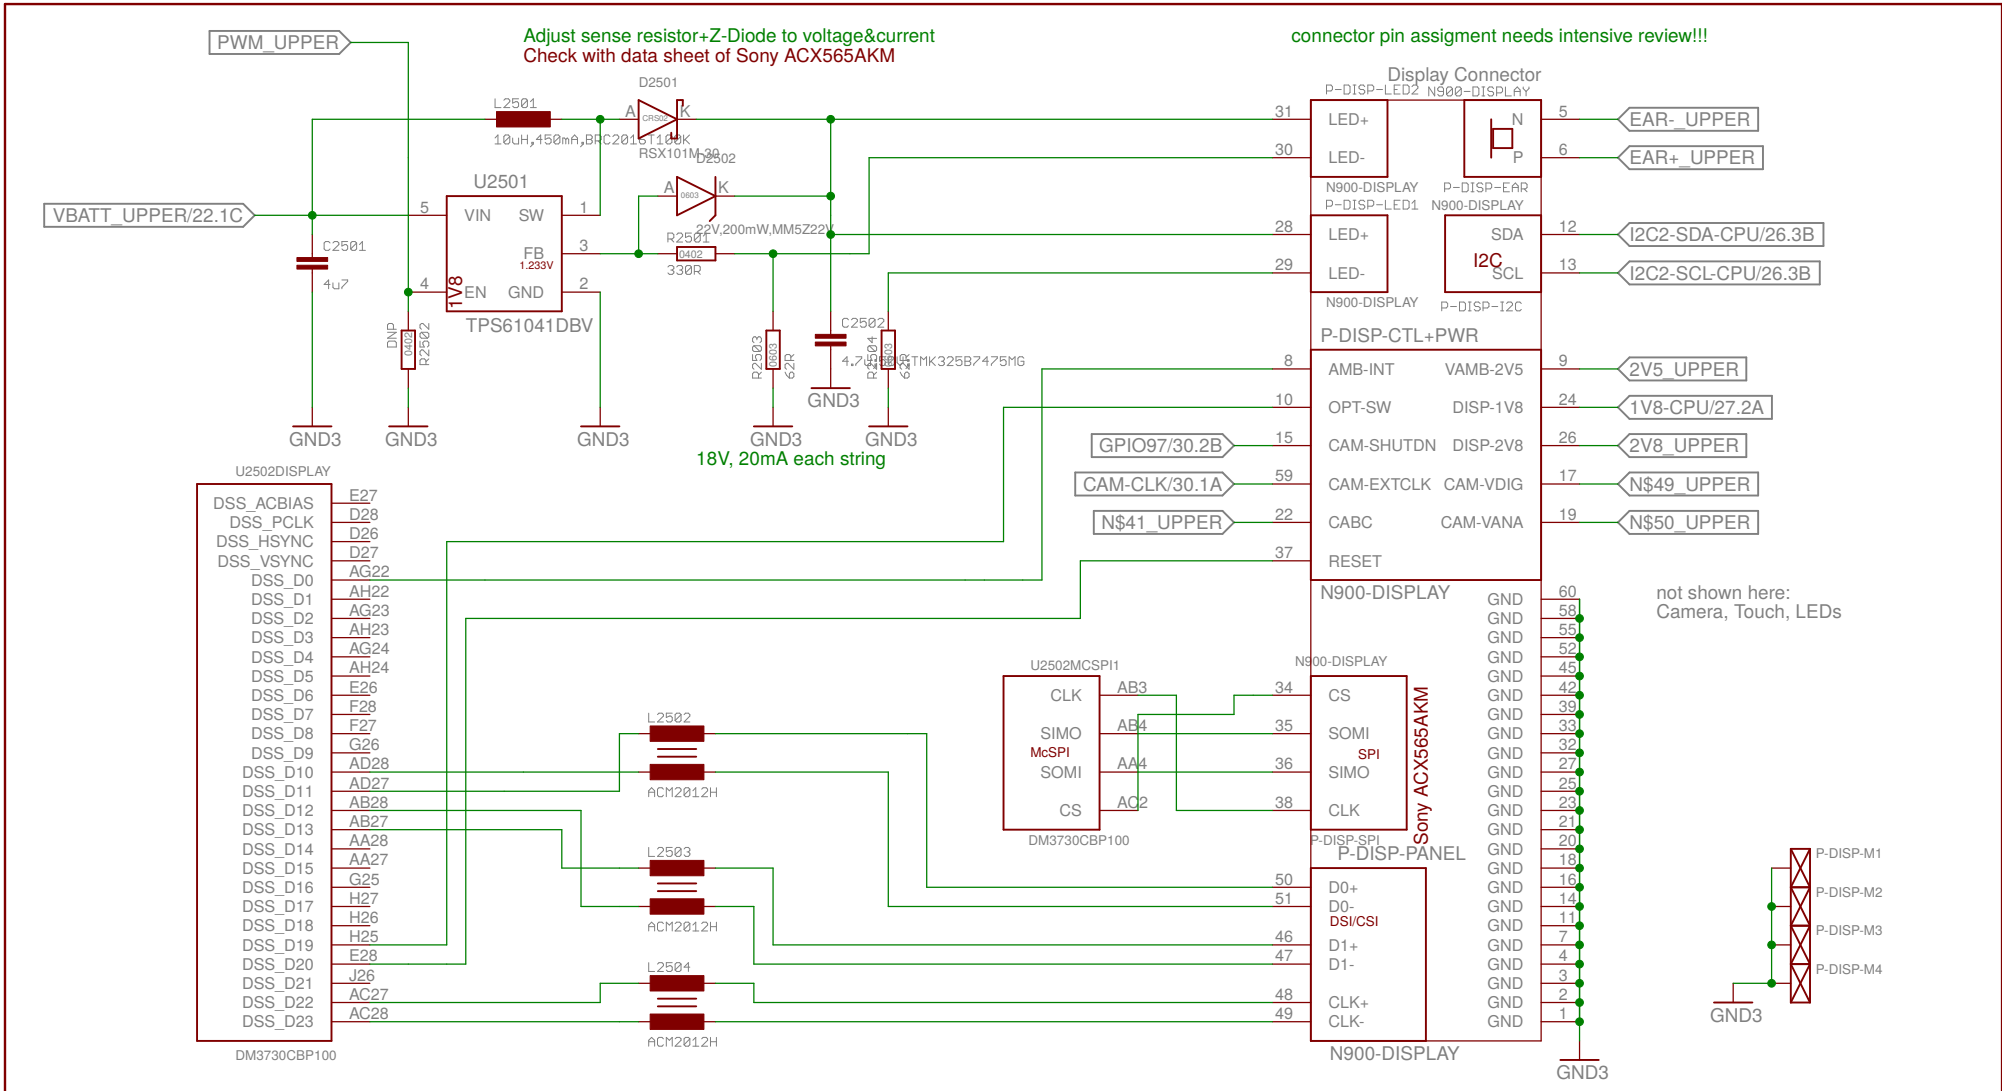 PWM_UPPER
Adjust sense resistor+Z-Diode to voltage&current
Check with data sheet of Sony ACX565AKM
connector pin assigment needs intensive review!!!
D2501
A
K
CRS02
RSX101M-30
L2501
10uH,450mA,BRC2016T100K
D2502
A
K
0603
22V,200mW,MM5Z22V
U2501
VBATT_UPPER/22.1C
5 VIN SW 1
FB 3
1.233V
4 EN GND 2
1V8
TPS61041DBV
C2501
4u7
R2501
0402
330R
DNP
0402
R2502
R2503
0603
62R
C2502
R2504
0603
62R
GND3
GND3
GND3
GND3
GND3
GND3
18V, 20mA each string
Display Connector
P-DISP-LED2 N900-DISPLAY
31 LED+
30 LED-
N 5 EAR-_UPPER
P 6 EAR+_UPPER
N900-DISPLAY P-DISP-EAR
P-DISP-LED1 N900-DISPLAY
28 LED+
29 LED-
SDA 12 I2C2-SDA-CPU/26.3B
I2C
SCL 13 I2C2-SCL-CPU/26.3B
N900-DISPLAY P-DISP-I2C
P-DISP-CTL+PWR
8 AMB-INT VAMB-2V5 9 2V5_UPPER
10 OPT-SW DISP-1V8 24 1V8-CPU/27.2A
GPIO97/30.2B 15 CAM-SHUTDN DISP-2V8 26 2V8_UPPER
CAM-CLK/30.1A 59 CAM-EXTCLK CAM-VDIG 17 N$49_UPPER
N$41_UPPER 22 CABC CAM-VANA 19 N$50_UPPER
37 RESET
N900-DISPLAY
not shown here:
Camera, Touch, LEDs
U2502DISPLAY
DSS_ACBIAS E27
DSS_PCLK D28
DSS_HSYNC D26
DSS_VSYNC D27
DSS_D0 AG22
DSS_D1 AH22
DSS_D2 AG23
DSS_D3 AH23
DSS_D4 AG24
DSS_D5 AH24
DSS_D6 E26
DSS_D7 F28
DSS_D8 F27
DSS_D9 G26
DSS_D10 AD28
DSS_D11 AD27
DSS_D12 AB28
DSS_D13 AB27
DSS_D14 AA28
DSS_D15 AA27
DSS_D16 G25
DSS_D17 H27
DSS_D18 H26
DSS_D19 H25
DSS_D20 E28
DSS_D21 J26
DSS_D22 AC27
DSS_D23 AC28
DM3730CBP100
L2502
ACM2012H
L2503
ACM2012H
L2504
ACM2012H
U2502MCSPI1
CLK AB3
SIMO AB4
McSPI
SOMI AA4
CS AC2
DM3730CBP100
N900-DISPLAY
34 CS
35 SOMI
SPI
36 SIMO
38 CLK
Sony ACX565AKM
P-DISP-SPI
P-DISP-PANEL
50 D0+
51 D0-
DSI/CSI
46 D1+
47 D1-
48 CLK+
49 CLK-
N900-DISPLAY
GND 60
GND 58
GND 55
GND 52
GND 45
GND 42
GND 39
GND 33
GND 32
GND 27
GND 25
GND 23
GND 21
GND 20
GND 18
GND 16
GND 14
GND 11
GND 7
GND 4
GND 3
GND 2
GND 1
GND3
P-DISP-M1
P-DISP-M2
P-DISP-M3
P-DISP-M4
GND3